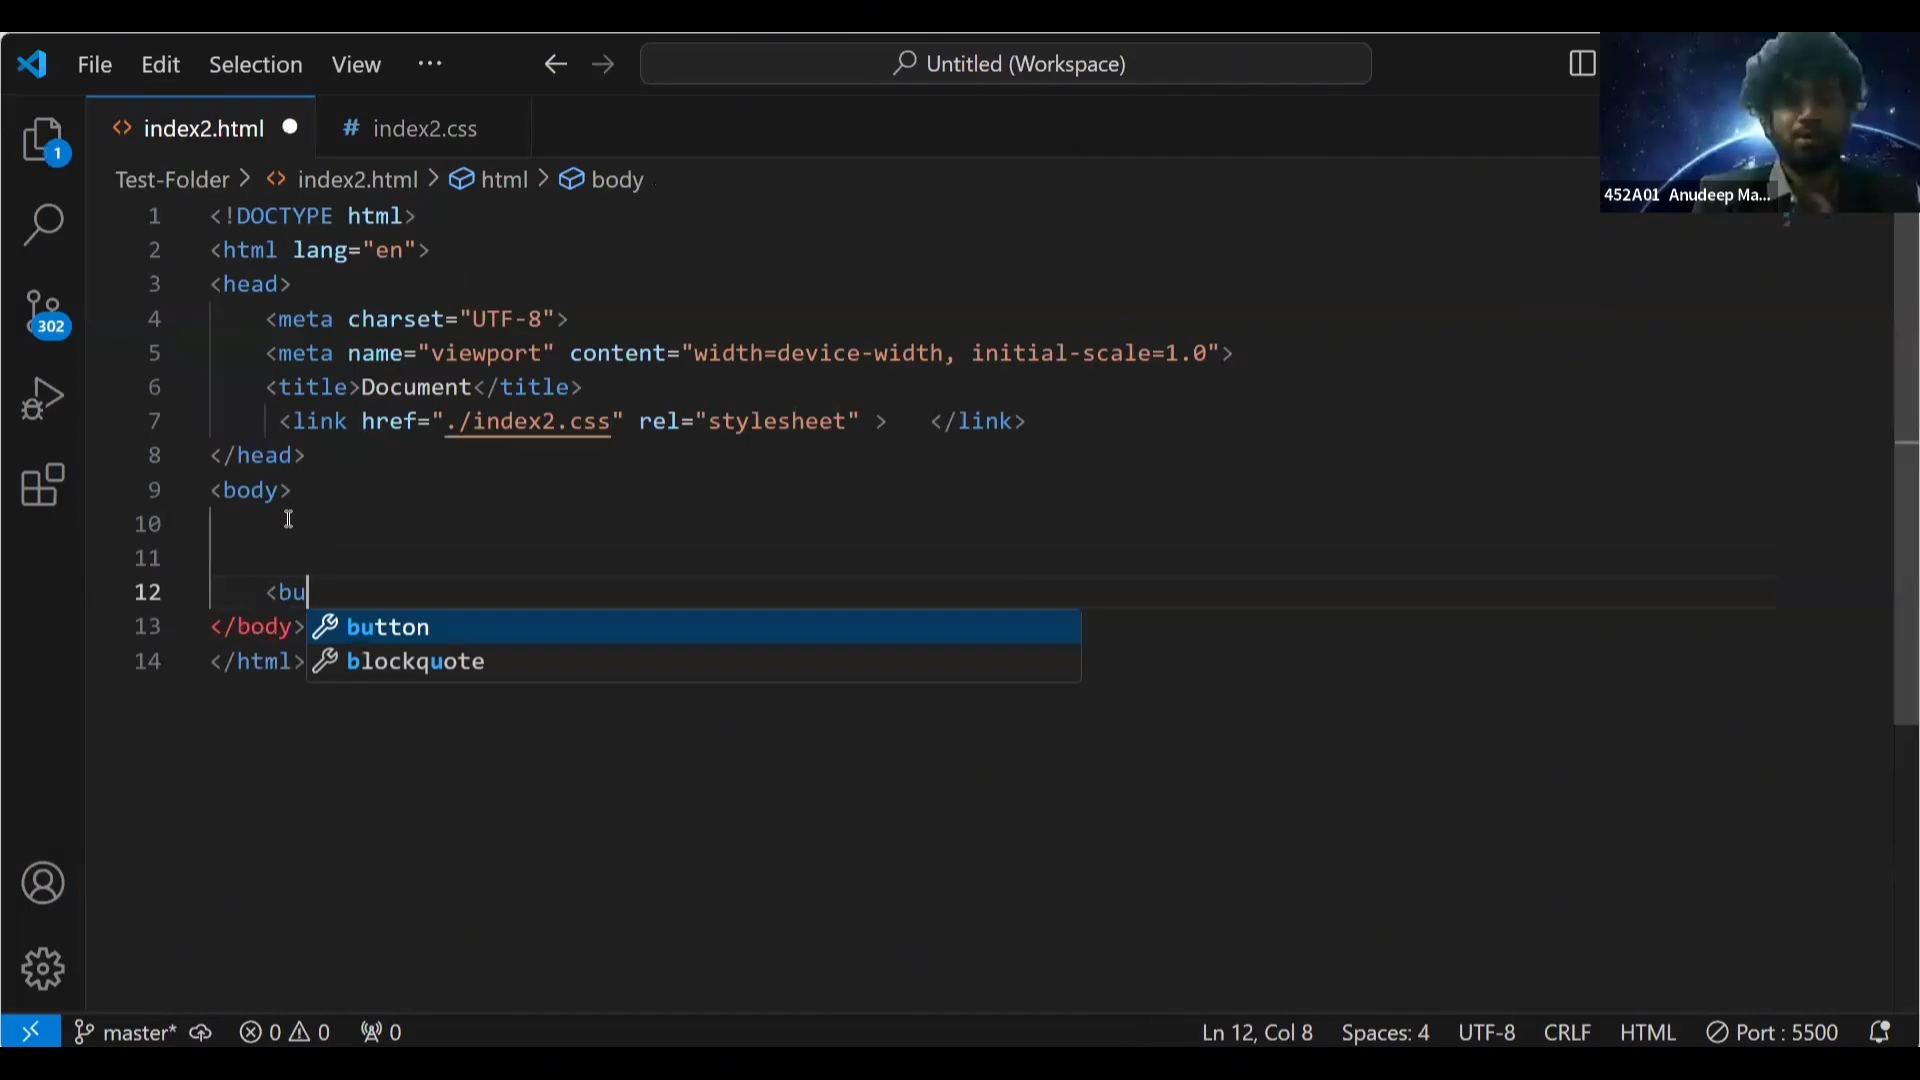 File Edit Selection View ··· Untitled (Workspace)
index2.html # index2.css
Test-Folder > index2.html > html > body
452A01 Anudeep Ma...
1
1 <!DOCTYPE html>
2 <html lang="en">
3 <head>
4 <meta charset="UTF-8">
5 <meta name="viewport" content="width=device-width, initial-scale=1.0">
6 <title>Document</title>
7 <link href="./index2.css" rel="stylesheet" > </link>
302
8 </head>
9 <body>
10
11
12 <bu
13 </body>
button
14 </html>
blockquote
master* 0 0 0 Ln 12, Col 8 Spaces: 4 UTF-8 CRLF HTML Port : 5500